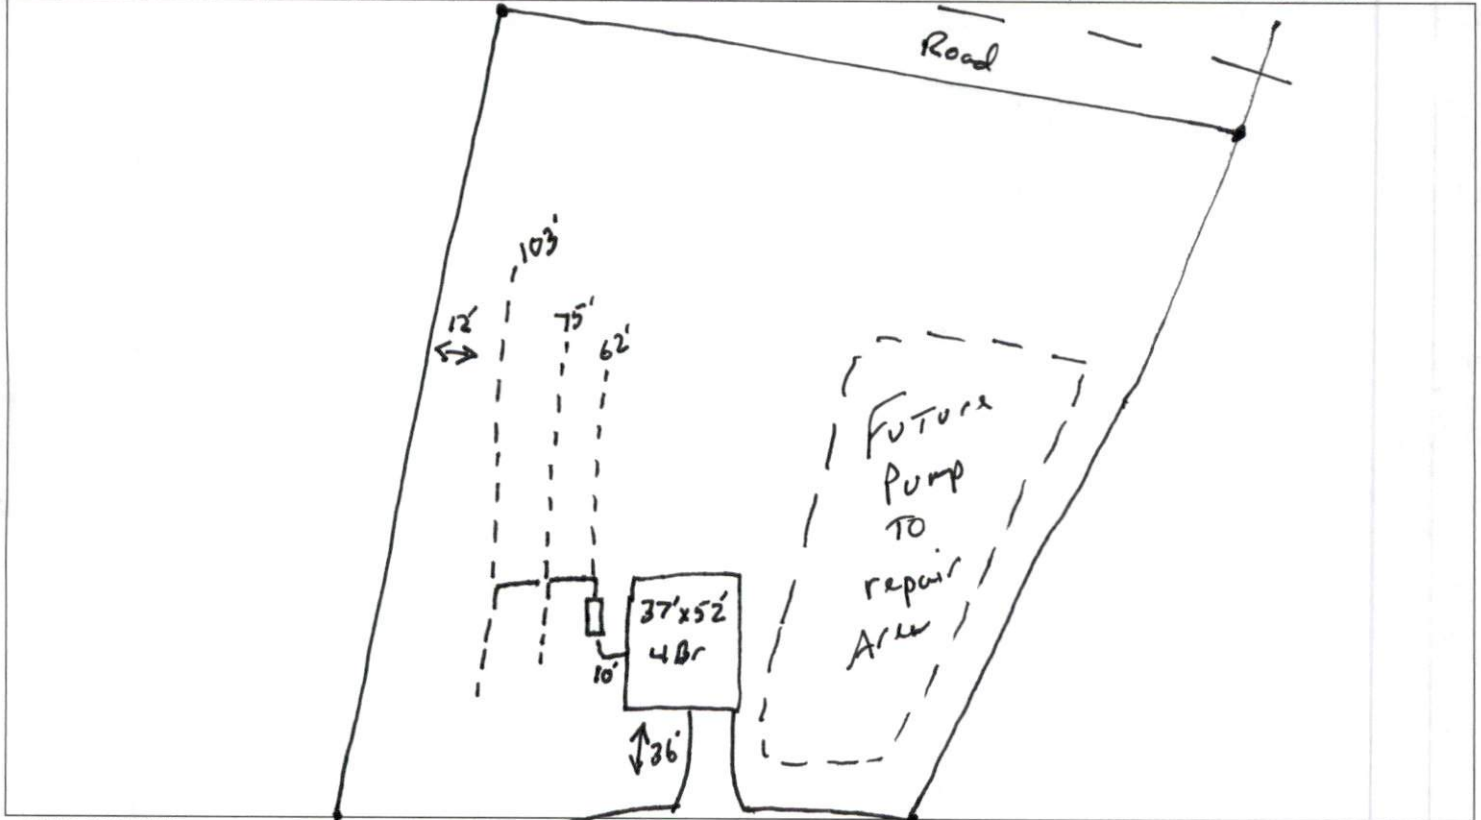 Road
103'
12'
75'
62'
Future
Pump
TO
repair
Area
37'x52'
4Br
10'
36'